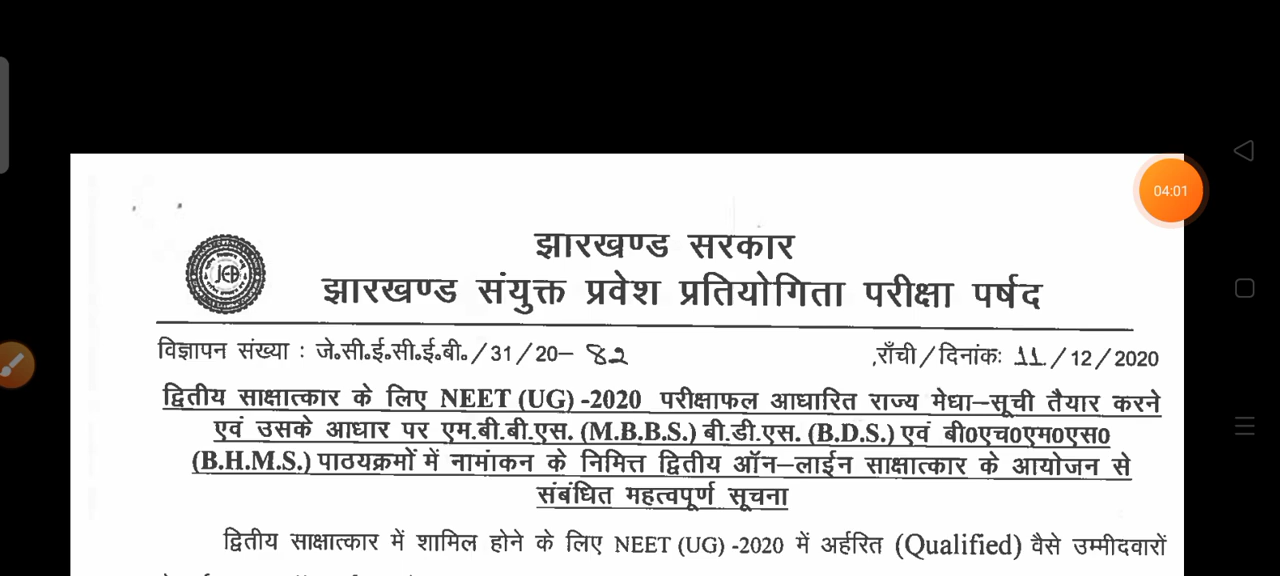 04:01
झारखण्ड सरकार
JCEB
झारखण्ड संयुक्त प्रवेश प्रतियोगिता परीक्षा पर्षद
विज्ञापन संख्या : जे.सी.ई.सी.ई.बी./31/20- 82 राँची/दिनांक: 11/12/2020
द्वितीय साक्षात्कार के लिए NEET (UG) -2020 परीक्षाफल आधारित राज्य मेधा-सूची तैयार करने
एवं उसके आधार पर एम.बी.बी.एस. (M.B.B.S.) बी.डी.एस. (B.D.S.) एवं बी0एच0एम0एस0
(B.H.M.S.) पाठयक्रमों में नामांकन के निमित्त द्वितीय ऑन-लाईन साक्षात्कार के आयोजन से
संबंधित महत्वपूर्ण सूचना
द्वितीय साक्षात्कार में शामिल होने के लिए NEET (UG) -2020 में अर्हरित (Qualified) वैसे उम्मीदवारों